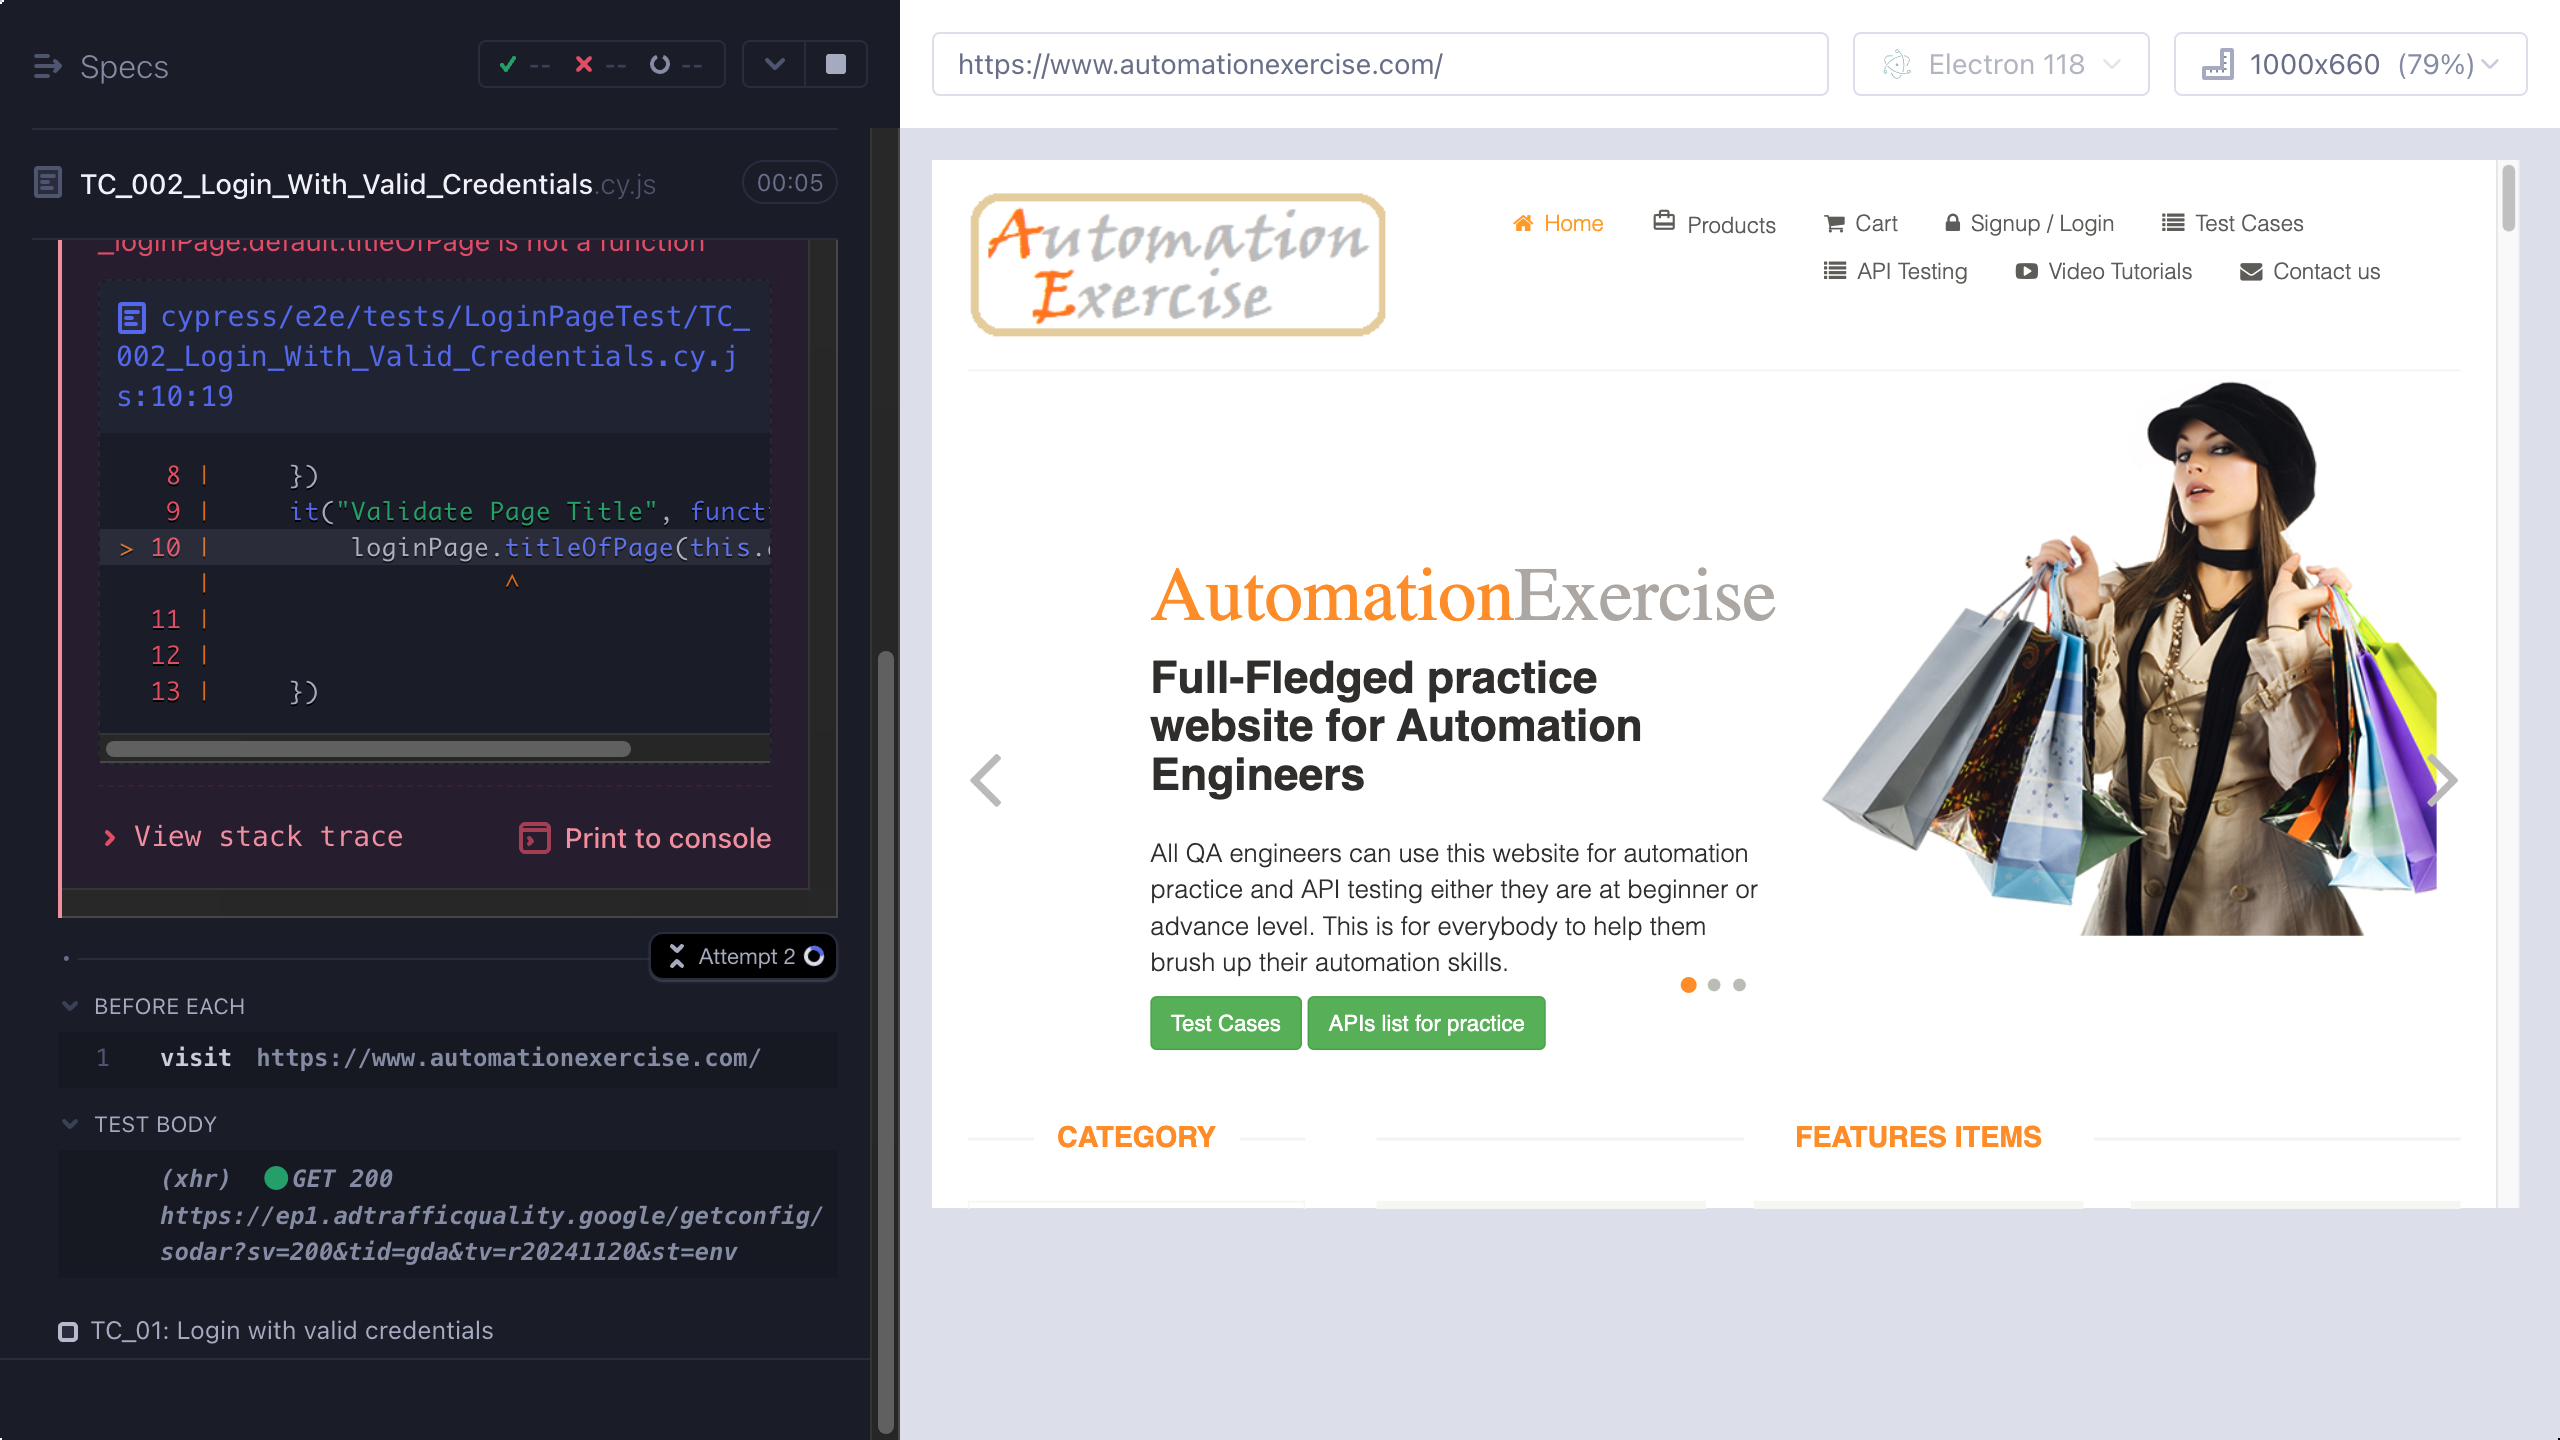 Specs
-- -- --
TC_002_Login_With_Valid_Credentials.cy.js 00:05
_loginPage.default.titleOfPage is not a function
cypress/e2e/tests/LoginPageTest/TC_
002_Login_With_Valid_Credentials.cy.j
s:10:19
8 | })
9 | it("Validate Page Title", funct
> 10 | loginPage.titleOfPage(this.
| ^
11 |
12 |
13 | })
View stack trace Print to console
Attempt 2
BEFORE EACH
1 visit https://www.automationexercise.com/
TEST BODY
(xhr) GET 200
https://ep1.adtrafficquality.google/getconfig/
sodar?sv=200&tid=gda&tv=r20241120&st=env
TC_01: Login with valid credentials
https://www.automationexercise.com/
Electron 118
1000x660 (79%)
Automation
Exercise
Home Products Cart Signup / Login Test Cases
API Testing Video Tutorials Contact us
AutomationExercise
Full-Fledged practice
website for Automation
Engineers
All QA engineers can use this website for automation
practice and API testing either they are at beginner or
advance level. This is for everybody to help them
brush up their automation skills.
Test Cases APIs list for practice
CATEGORY FEATURES ITEMS